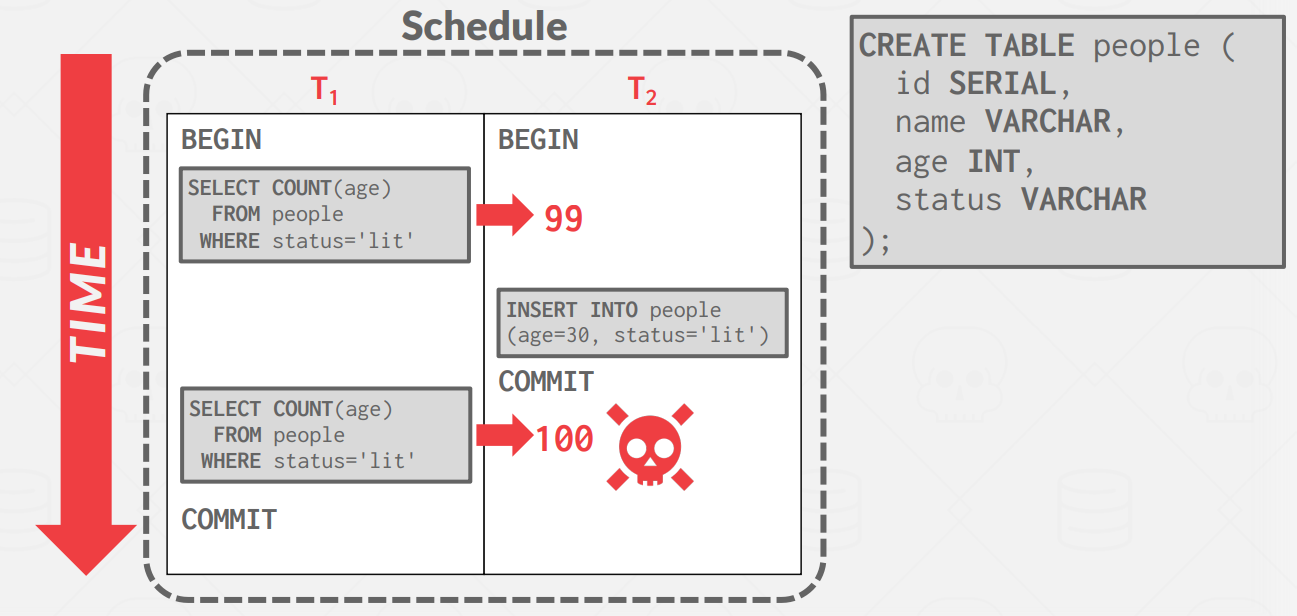 Schedule
TIME
T1 T2
BEGIN
SELECT COUNT(age)
FROM people
WHERE status='lit'
99
BEGIN
INSERT INTO people
(age=30, status='lit')
COMMIT
SELECT COUNT(age)
FROM people
WHERE status='lit'
100
COMMIT
CREATE TABLE people (
id SERIAL,
name VARCHAR,
age INT,
status VARCHAR
);